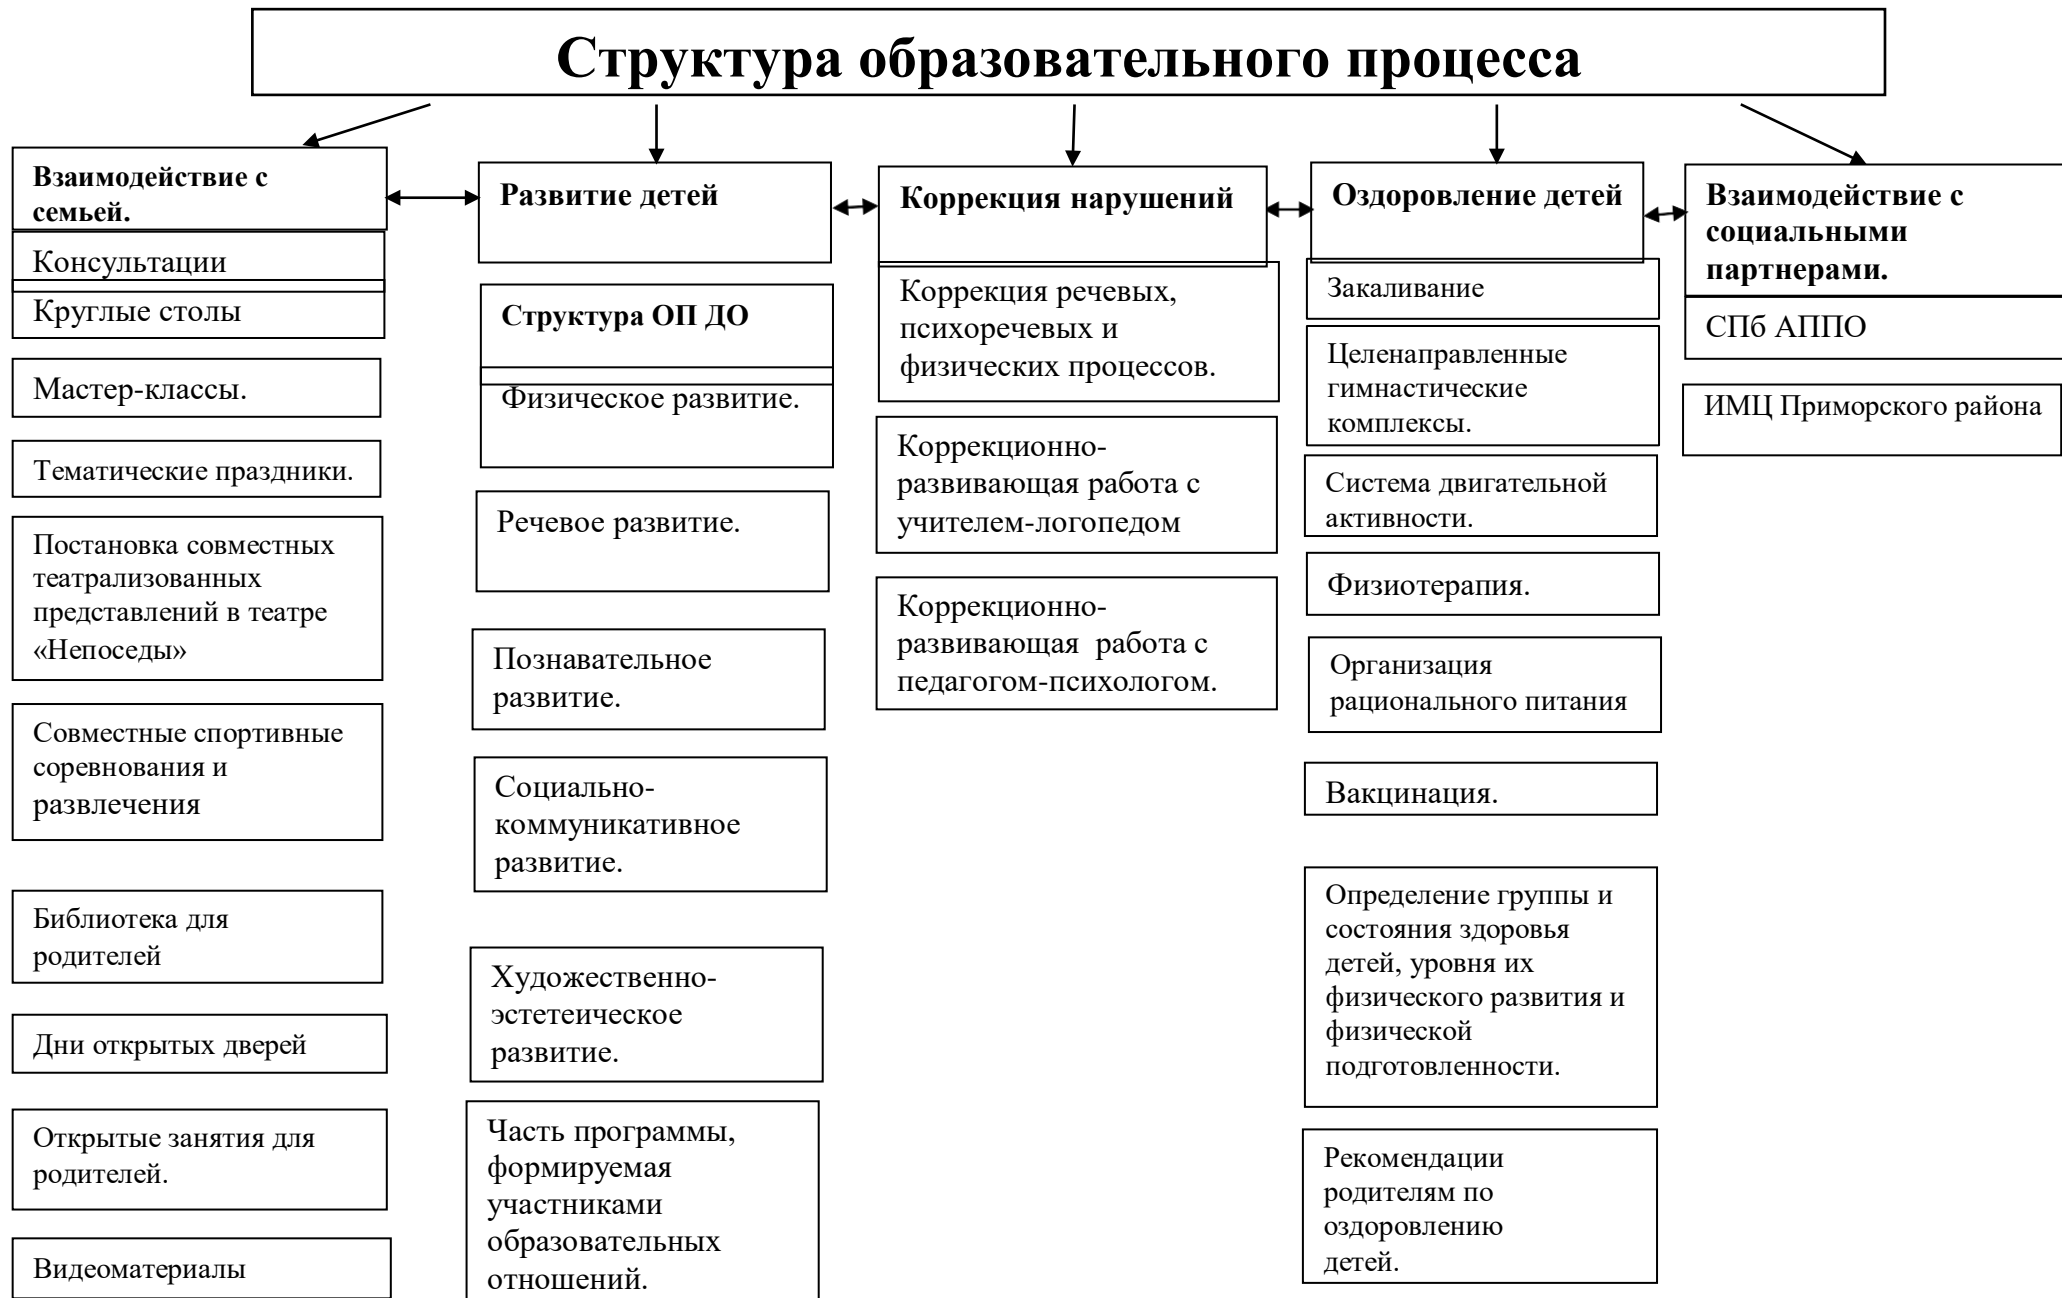 Структура образовательного процесса
Взаимодействие с
семьей.
Консультации
Круглые столы
Мастер-классы.
Тематические праздники.
Постановка совместных
театрализованных
представлений в театре
«Непоседы»
Совместные спортивные
соревнования и
развлечения
Библиотека для
родителей
Дни открытых дверей
Открытые занятия для
родителей.
Видеоматериалы
Развитие детей
Структура ОП ДО
Физическое развитие.
Речевое развитие.
Познавательное
развитие.
Социально-
коммуникативное
развитие.
Художественно-
эстетеическое
развитие.
Часть программы,
формируемая
участниками
образовательных
отношений.
Коррекция нарушений
Коррекция речевых,
психоречевых и
физических процессов.
Коррекционно-
развивающая работа с
учителем-логопедом
Коррекционно-
развивающая  работа с
педагогом-психологом.
Оздоровление детей
Закаливание
Целенаправленные
гимнастические
комплексы.
Система двигательной
активности.
Физиотерапия.
Организация
рационального питания
Вакцинация.
Определение группы и
состояния здоровья
детей, уровня их
физического развития и
физической
подготовленности.
Рекомендации
родителям по
оздоровлению
детей.
Взаимодействие с
социальными
партнерами.
СПб АППО
ИМЦ Приморского района